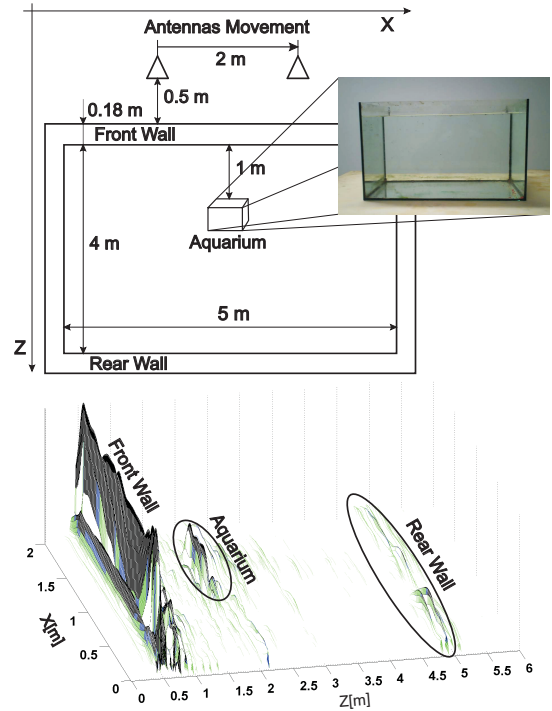 X
Antennas Movement
2 m
0.5 m
0.18 m
Front Wall
1 m
Aquarium
4 m
5 m
Z
Rear Wall
Front Wall
Aquarium
Rear Wall
2
1.5
1
0.5
0
X[m]
0 0.5 1 1.5 2 2.5 3 3.5 4 4.5 5 5.5 6
Z[m]